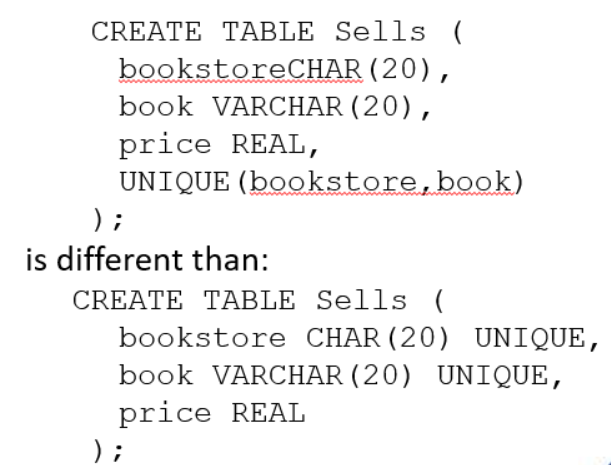 CREATE TABLE Sells (
bookstoreCHAR(20),
book VARCHAR(20),
price REAL,
UNIQUE(bookstore,book)
);
is different than:
CREATE TABLE Sells (
bookstore CHAR(20) UNIQUE,
book VARCHAR(20) UNIQUE,
price REAL
);